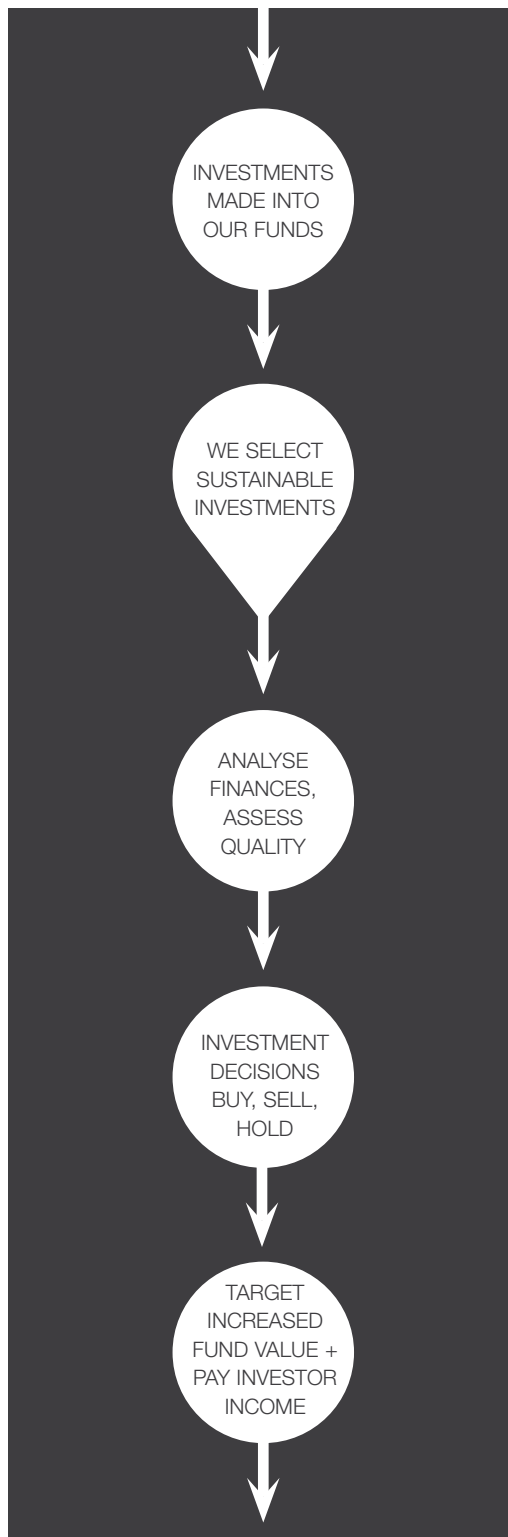 INVESTMENTS
MADE INTO
OUR FUNDS
WE SELECT
SUSTAINABLE
INVESTMENTS
ANALYSE
FINANCES,
ASSESS
QUALITY
INVESTMENT
DECISIONS
BUY, SELL,
HOLD
TARGET
INCREASED
FUND VALUE +
PAY INVESTOR
INCOME